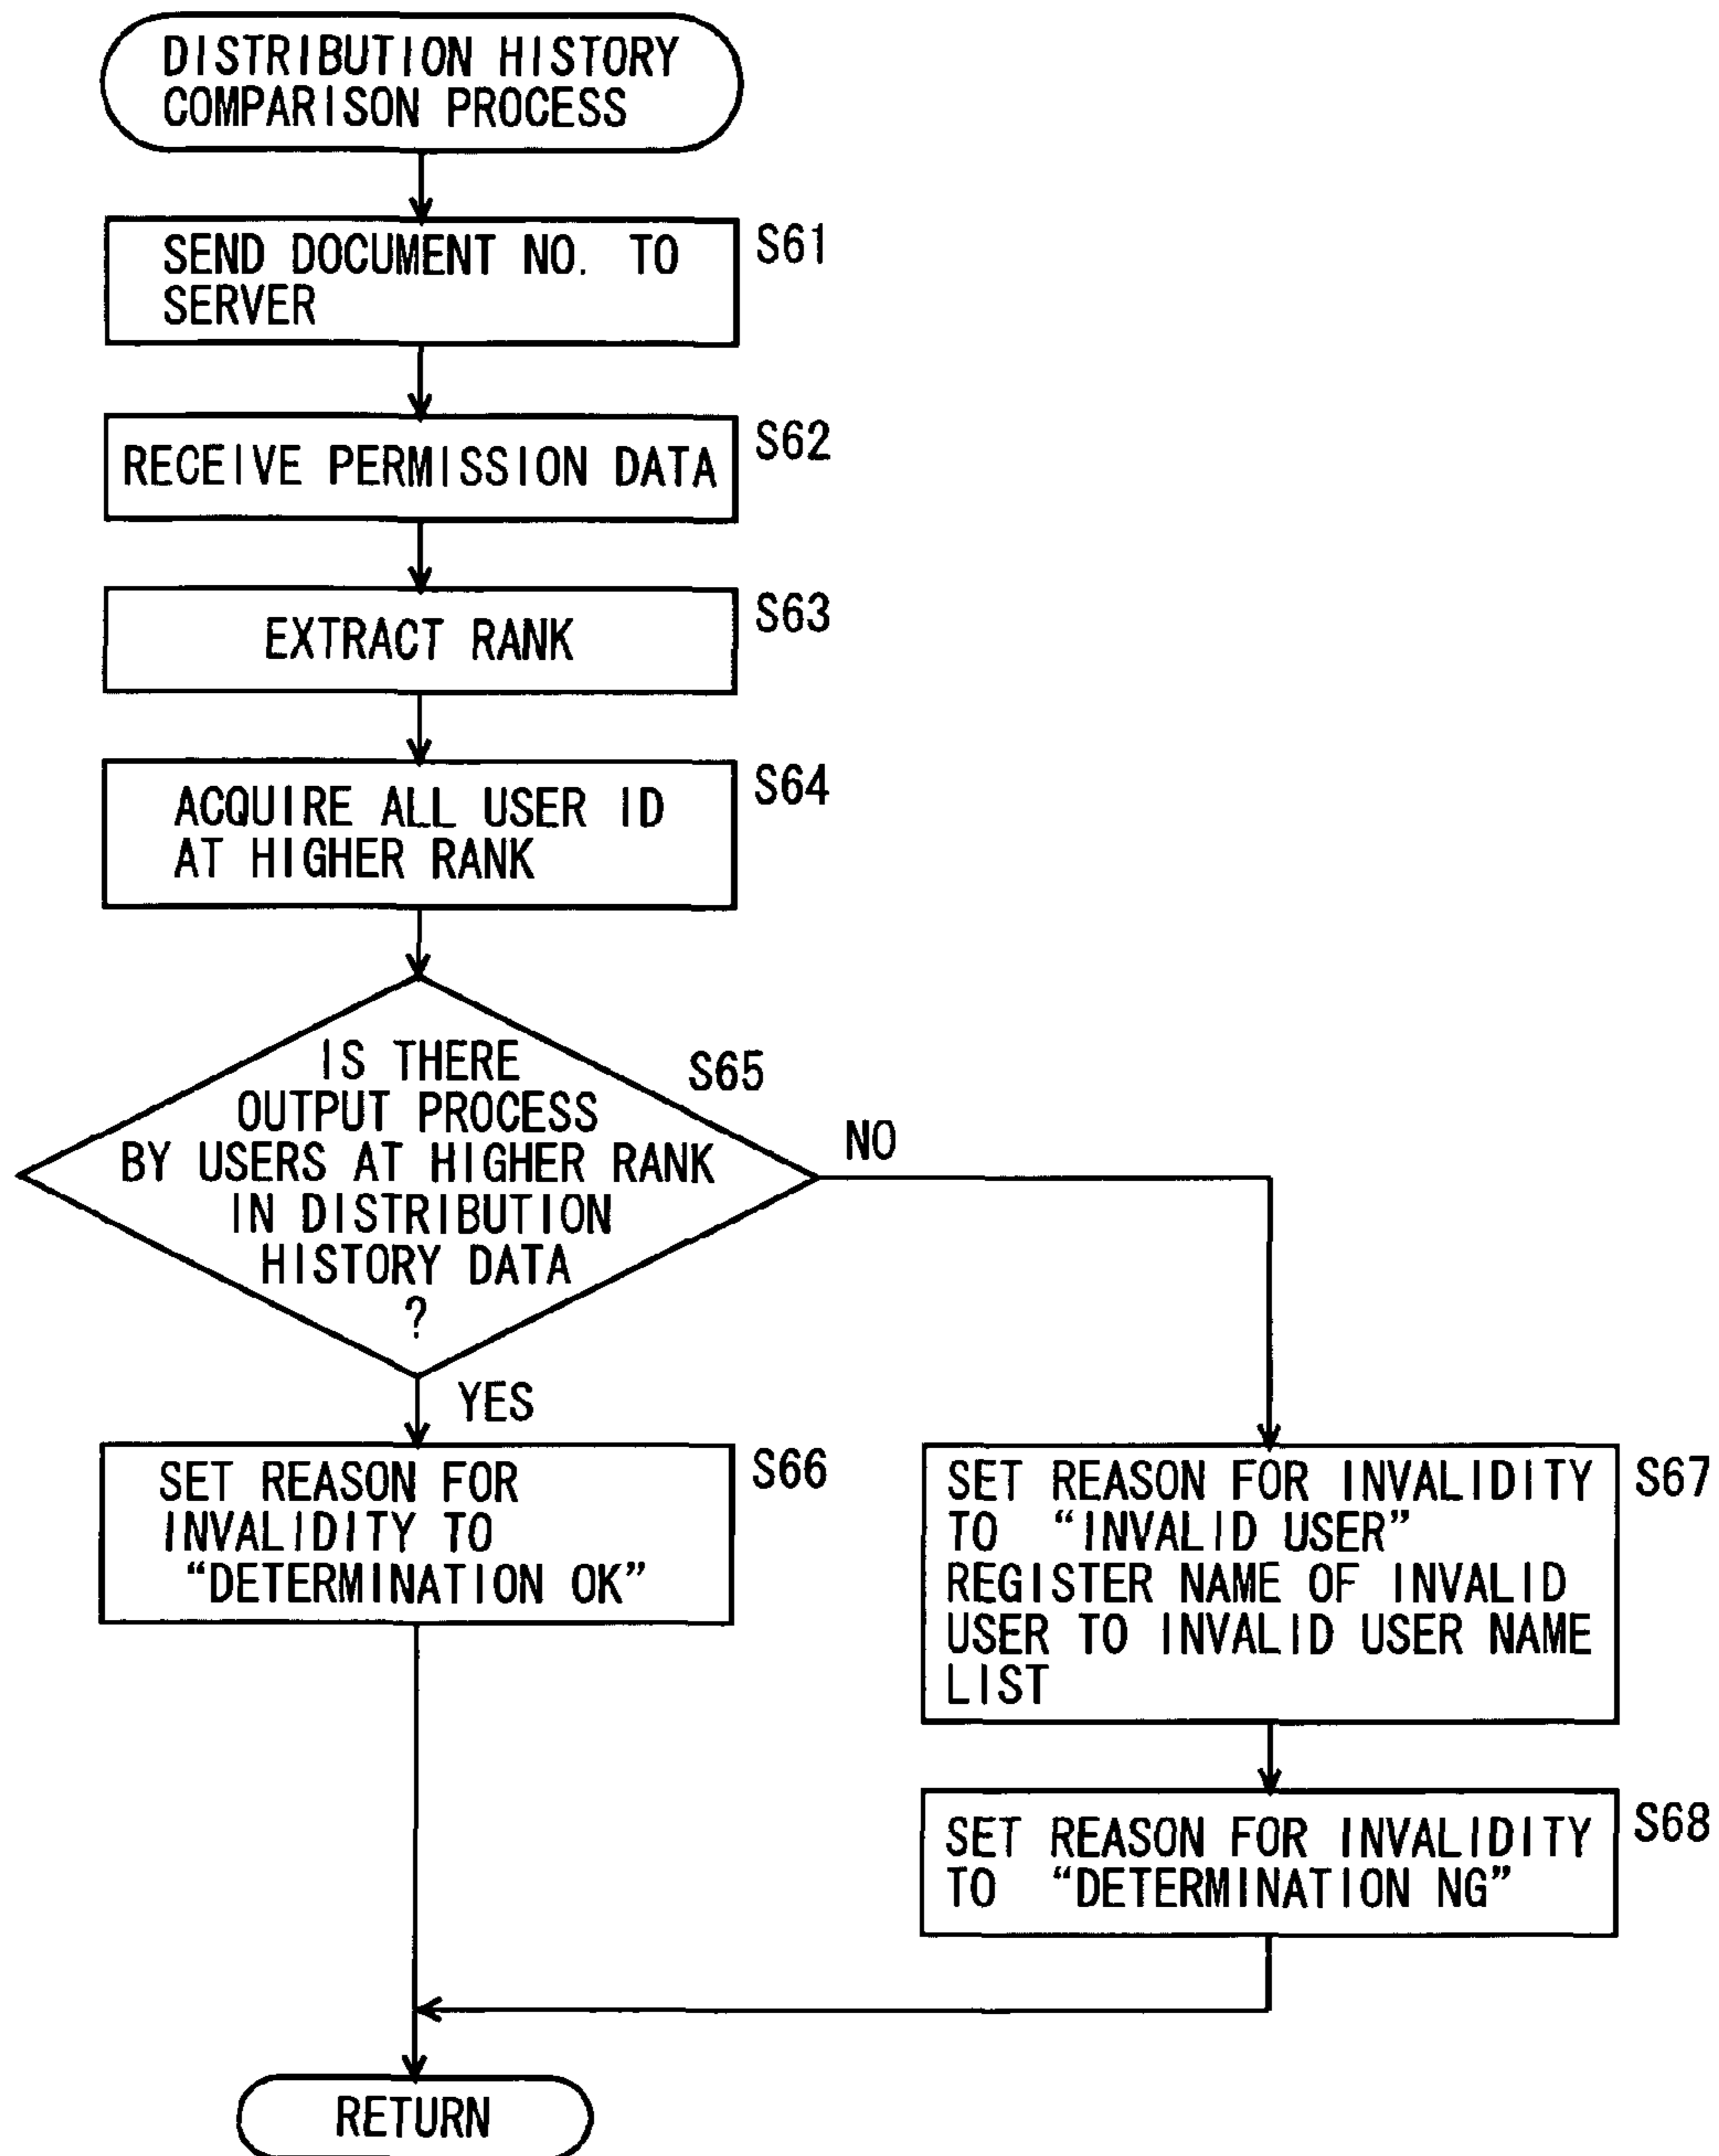 DISTRIBUTION HISTORY
COMPARISON PROCESS
SEND DOCUMENT NO. TO
SERVER
S61
RECEIVE PERMISSION DATA
S62
EXTRACT RANK
S63
ACQUIRE ALL USER ID
AT HIGHER RANK
S64
IS THERE
OUTPUT PROCESS
BY USERS AT HIGHER RANK
IN DISTRIBUTION
HISTORY DATA
?
S65
NO
YES
SET REASON FOR
INVALIDITY TO
“DETERMINATION OK”
S66
SET REASON FOR INVALIDITY
TO “INVALID USER”
REGISTER NAME OF INVALID
USER TO INVALID USER NAME
LIST
S67
SET REASON FOR INVALIDITY
TO “DETERMINATION NG”
S68
RETURN